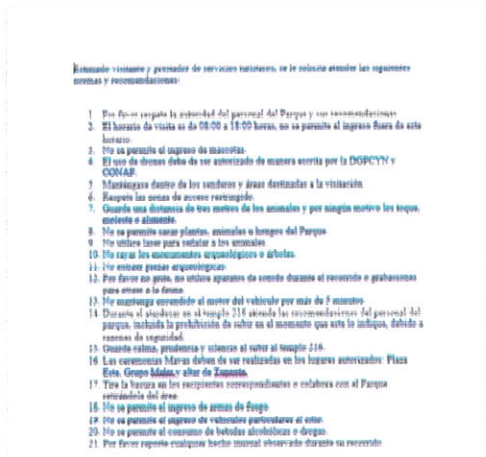 Estimado visitante y prestador de servicios turísticos, se le solicita atender las siguientes
normas y recomendaciones:
1. Por favor respete la autoridad del personal del Parque y sus recomendaciones
2. El horario de visita es de 08:00 a 18:00 horas, no se permite el ingreso fuera de este
horario.
3. No se permite el ingreso de mascotas
4. El uso de drones debe de ser autorizado de manera escrita por la DGPCYN y
CONAP.
5. Manténgase dentro de los senderos y áreas destinadas a la visitación.
6. Respete las zonas de acceso restringido.
7. Guarde una distancia de tres metros de los animales y por ningún motivo los toque,
moleste o alimente.
8. No se permite sacar plantas, animales u hongos del Parque
9. No utilice laser para señalar a los animales
10. No rayar los monumentos arqueológicos o árboles.
11. No extraer piezas arqueológicas
12. Por favor no grite, no utilice aparatos de sonido durante el recorrido o grabaciones
para atraer a la fauna.
13. No mantenga encendido el motor del vehículo por más de 5 minutos.
14. Durante el atardecer en el templo 216 atienda las recomendaciones del personal del
parque, incluida la prohibición de subir en el momento que este lo indique, debido a
razones de seguridad.
15. Guarde calma, prudencia y silencio al subir al templo 216.
16. Las ceremonias Mayas deben de ser realizadas en los lugares autorizados: Plaza
Este, Grupo Maler y altar de
17. Tire la basura en los recipientes correspondientes o colabora con el Parque
retirándola del área.
18. No se permite el ingreso de armas de fuego
19. No se permite el ingreso de vehículos particulares al sitio.
20. No se permite el consumo de bebidas alcohólicas o drogas.
21. Por favor reporte cualquier hecho inusual observado durante su recorrido